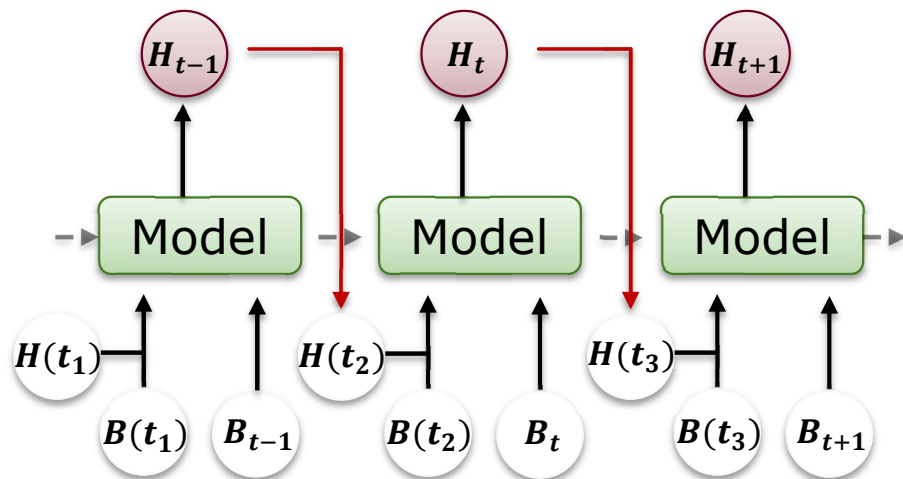 H_{t-1} H_t H_{t+1}
Model Model Model
H(t_1) H(t_2) H(t_3)
B(t_1) B_{t-1} B(t_2) B_t B(t_3) B_{t+1}